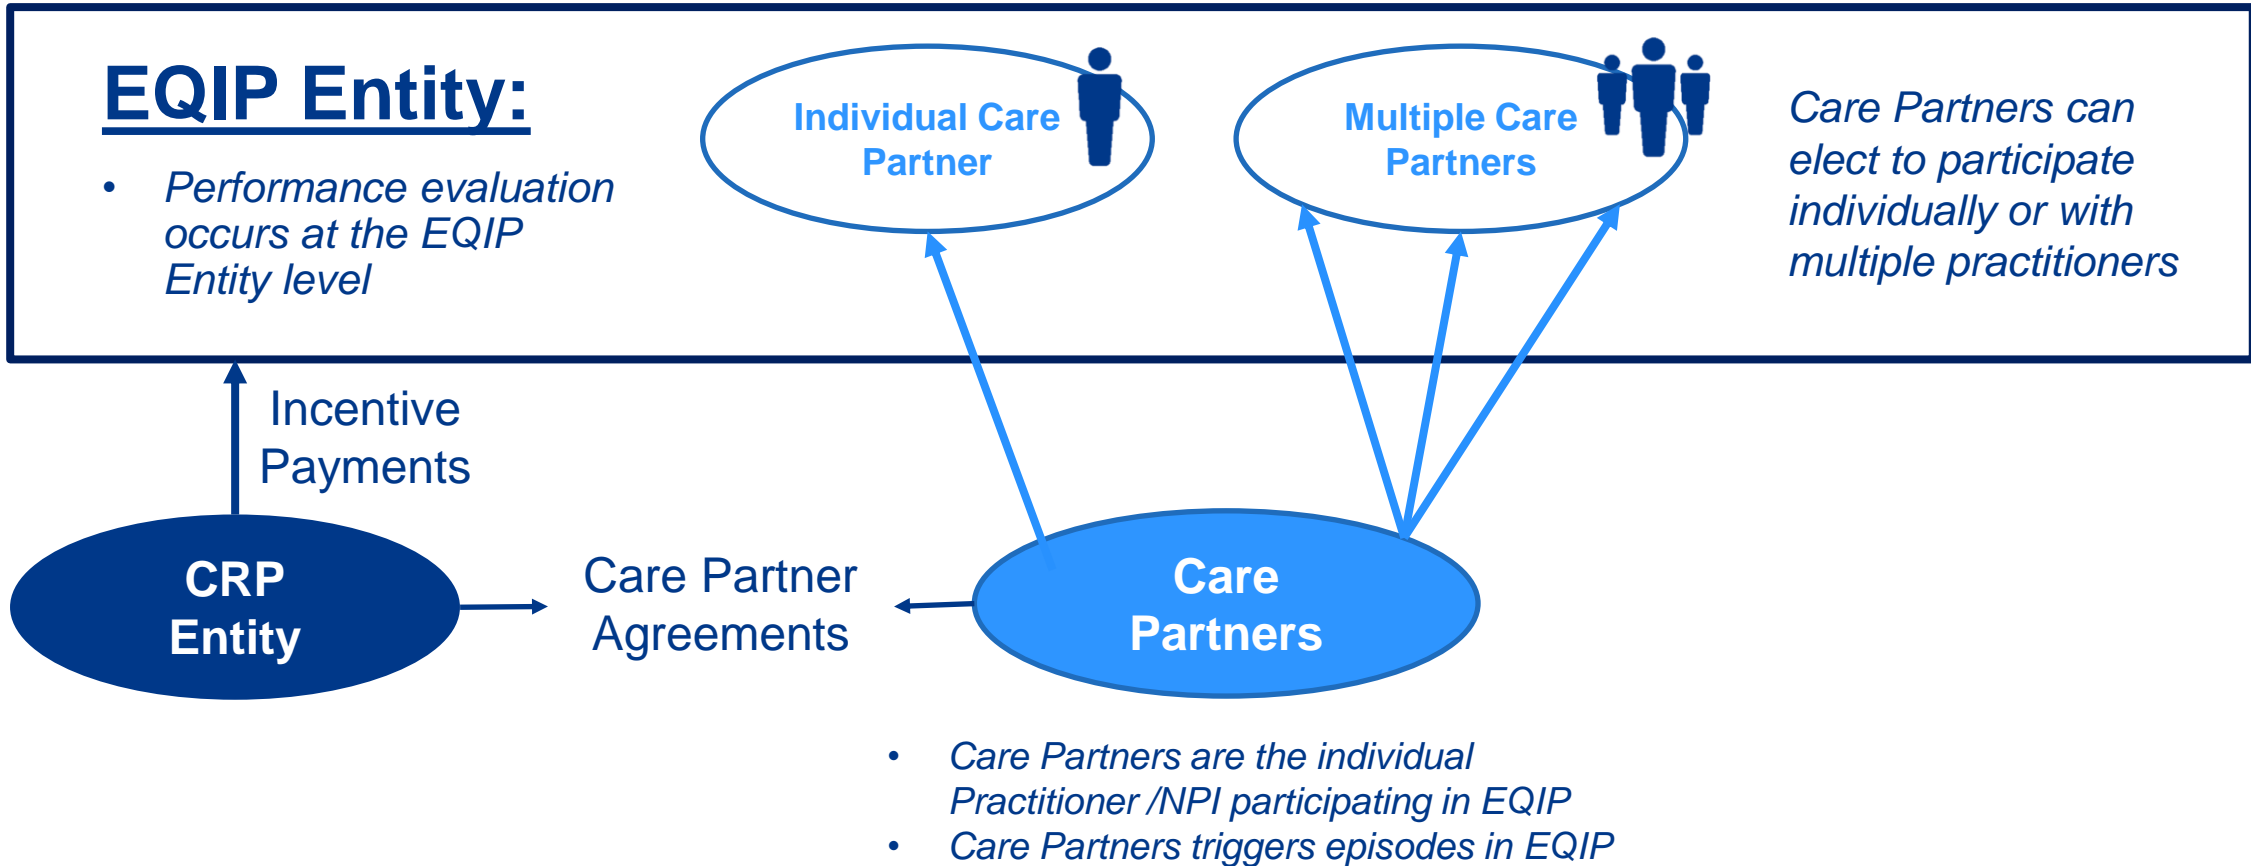 EQIP Entity:
• Performance evaluation
occurs at the EQIP
Entity level
Individual Care
Partner
Multiple Care
Partners
Care Partners can
elect to participate
individually or with
multiple practitioners
Incentive
Payments
CRP
Entity
Care Partner
Agreements
Care
Partners
• Care Partners are the individual
Practitioner /NPI participating in EQIP
• Care Partners triggers episodes in EQIP